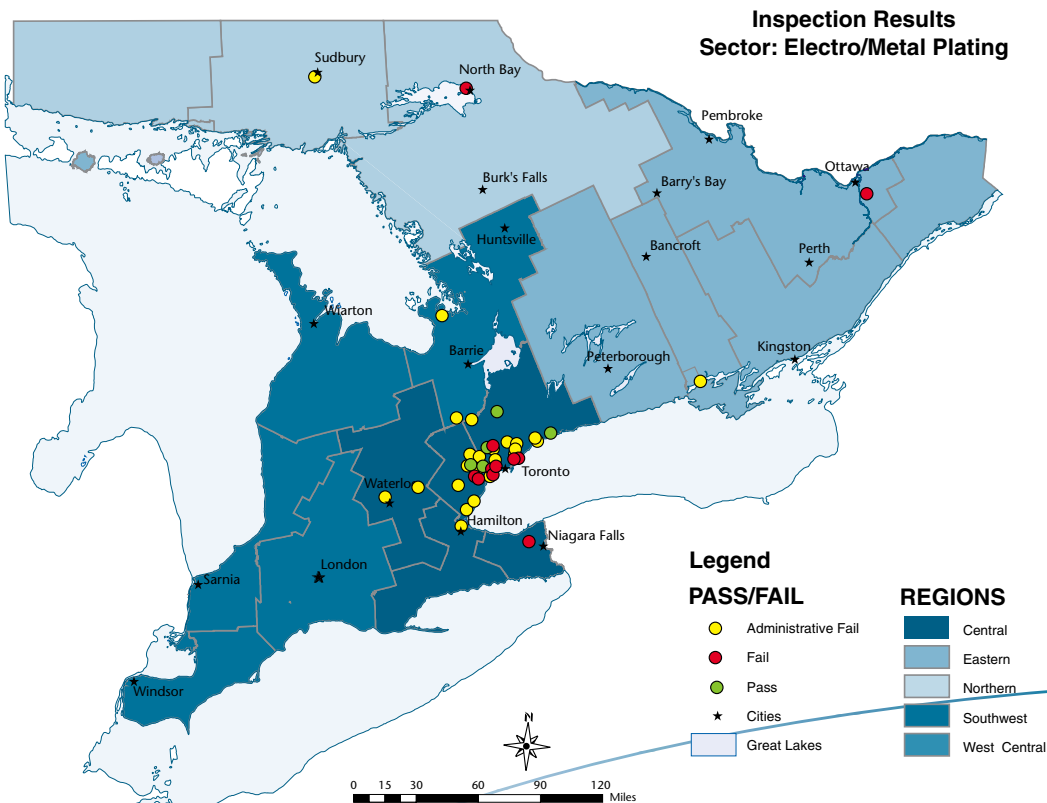 Inspection Results
Sector: Electro/Metal Plating
Sudbury
North Bay
Pembroke
Ottawa
Burk's Falls
Barry's Bay
Huntsville
Bancroft
Perth
Wiarton
Barrie
Peterborough
Kingston
Toronto
Waterloo
Hamilton
Niagara Falls
London
Sarnia
Windsor
Legend
PASS/FAIL
Administrative Fail
Fail
Pass
Cities
Great Lakes
REGIONS
Central
Eastern
Northern
Southwest
West Central
N
0 15 30 60 90 120
Miles